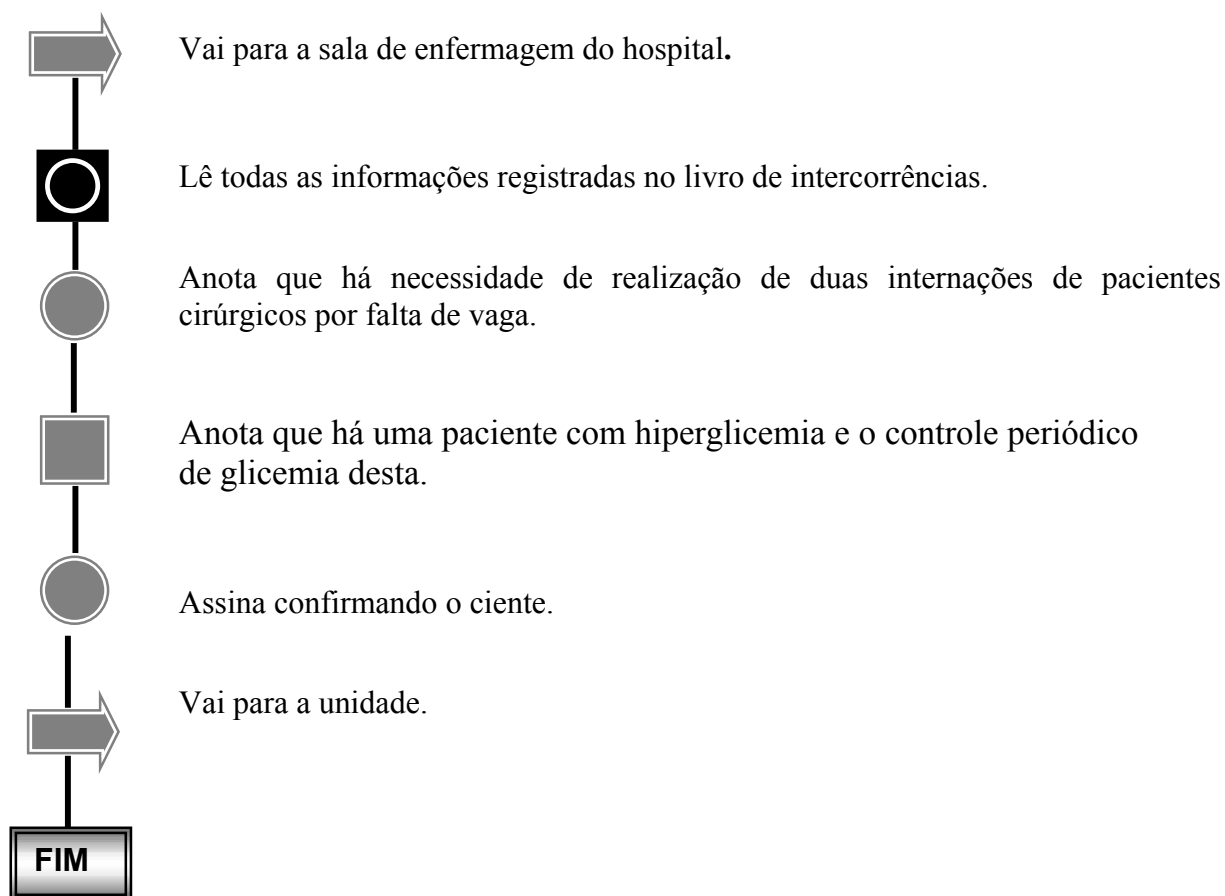 Vai para a sala de enfermagem do hospital.
Lê todas as informações registradas no livro de intercorrências.
Anota que há necessidade de realização de duas internações de pacientes
cirúrgicos por falta de vaga.
Anota que há uma paciente com hiperglicemia e o controle periódico
de glicemia desta.
Assina confirmando o ciente.
Vai para a unidade.
FIM